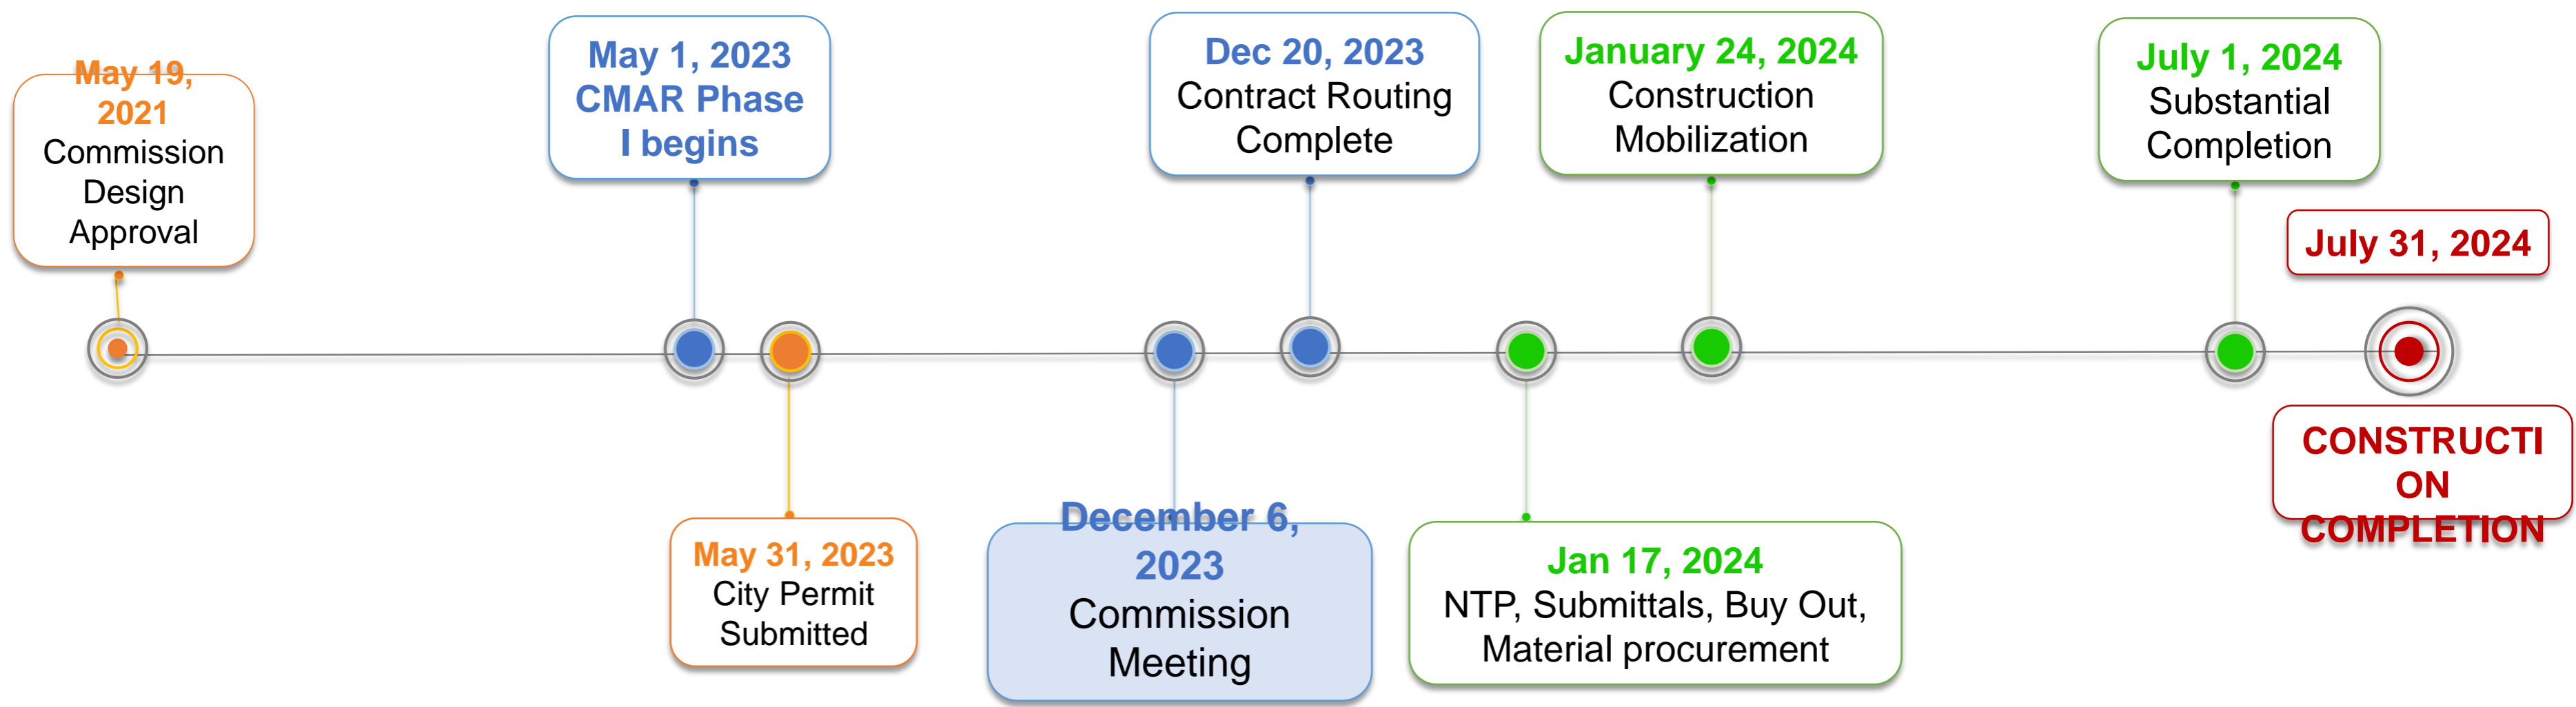 May 19,
2021
Commission
Design
Approval
May 1, 2023
CMAR Phase
I begins
Dec 20, 2023
Contract Routing
Complete
January 24, 2024
Construction
Mobilization
July 1, 2024
Substantial
Completion
July 31, 2024
May 31, 2023
City Permit
Submitted
December 6,
2023
Commission
Meeting
Jan 17, 2024
NTP, Submittals, Buy Out,
Material procurement
CONSTRUCTI
ON
COMPLETION